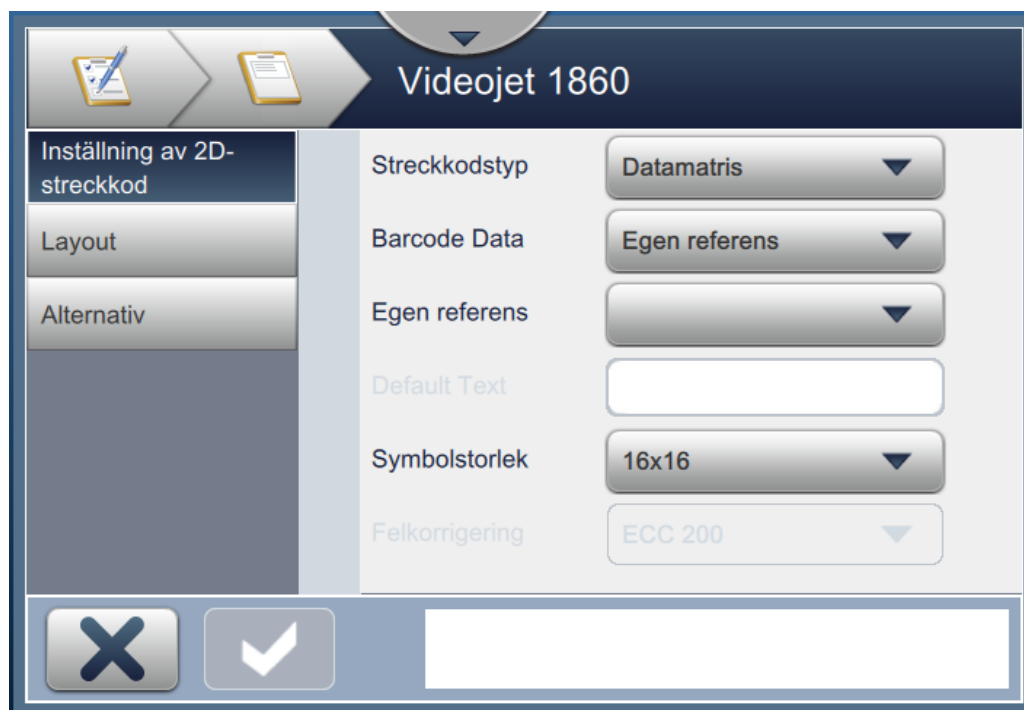 Videojet 1860
Inställning av 2D-
streckkod
Layout
Alternativ
Streckkodstyp Datamatris
Barcode Data Egen referens
Egen referens
Default Text
Symbolstorlek 16x16
Felkorrigering ECC 200